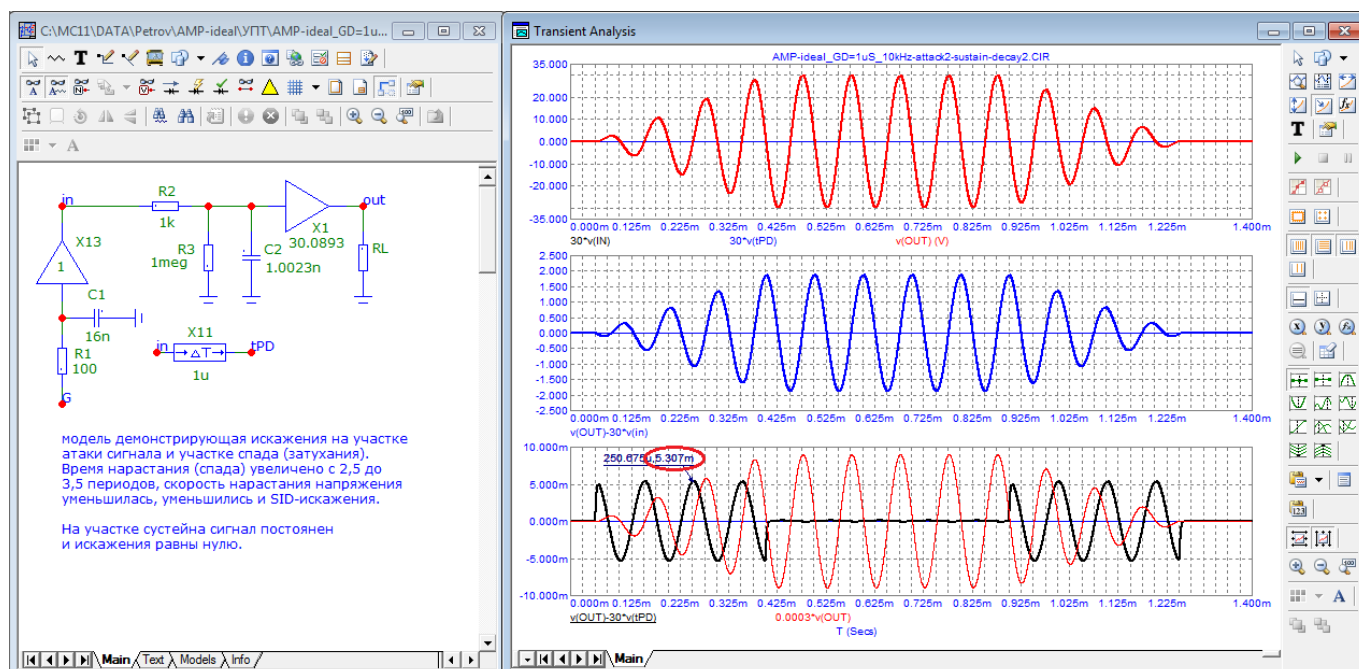 C:\MC11\DATA\Petrov\AMP-ideal\УПТ\AMP-ideal_GD=1u...
in
R2
1k
out
X1
30.0893
X13
1
R3
1meg
C2
1.0023n
RL
C1
16n
R1
100
G
X11
in
ΔT
tPD
1u
модель демонстрирующая искажения на участке
атаки сигнала и участке спада (затухания).
Время нарастания (спада) увеличено с 2,5 до
3,5 периодов, скорость нарастания напряжения
уменьшилась, уменьшились и SID-искажения.
На участке сустейна сигнал постоянен
и искажения равны нулю.
Main Text Models Info
Transient Analysis
AMP-ideal_GD=1uS_10kHz-attack2-sustain-decay2.CIR
35.000
30.000
20.000
10.000
0.000
-10.000
-20.000
-30.000
-35.000
0.000m 0.125m 0.225m 0.325m 0.425m 0.525m 0.625m 0.725m 0.825m 0.925m 1.025m 1.125m 1.225m 1.400m
30*v(IN) 30*v(tPD) v(OUT) (V)
2.500
2.000
1.500
1.000
0.500
0.000
-0.500
-1.000
-1.500
-2.000
-2.500
0.000m 0.125m 0.225m 0.325m 0.425m 0.525m 0.625m 0.725m 0.825m 0.925m 1.025m 1.125m 1.225m 1.400m
v(OUT)-30*v(in)
10.000m
250.675u,5.307m
5.000m
0.000m
-5.000m
-10.000m
0.000m 0.125m 0.225m 0.325m 0.425m 0.525m 0.625m 0.725m 0.825m 0.925m 1.025m 1.125m 1.225m 1.400m
v(OUT)-30*v(tPD) 0.0003*v(OUT)
T (Secs)
Main